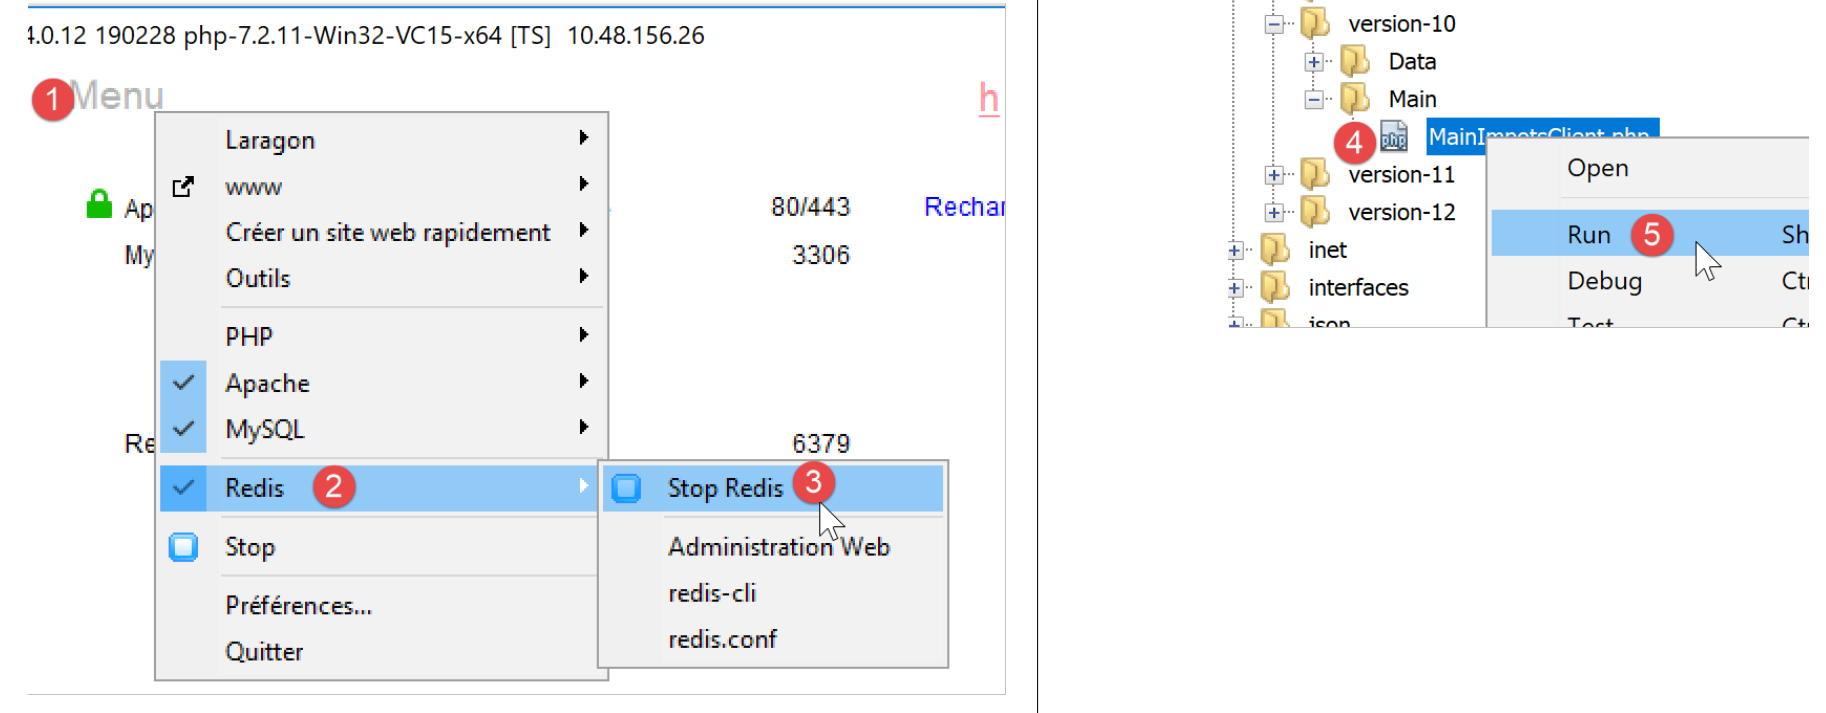 4.0.12 190228 php-7.2.11-Win32-VC15-x64 [TS] 10.48.156.26
1 Menu
h
Laragon
www
Ap 80/443 Rechar
Créer un site web rapidement
My 3306
Outils
PHP
Apache
MySQL
Re 6379
Redis 2
Stop Redis 3
Stop
Administration Web
redis-cli
Préférences...
redis.conf
Quitter
version-10
Data
Main
4 php MainImpotsClient.php
version-11
Open
version-12
Run 5 Sh
inet
Debug Ct
interfaces
json
Test Ct